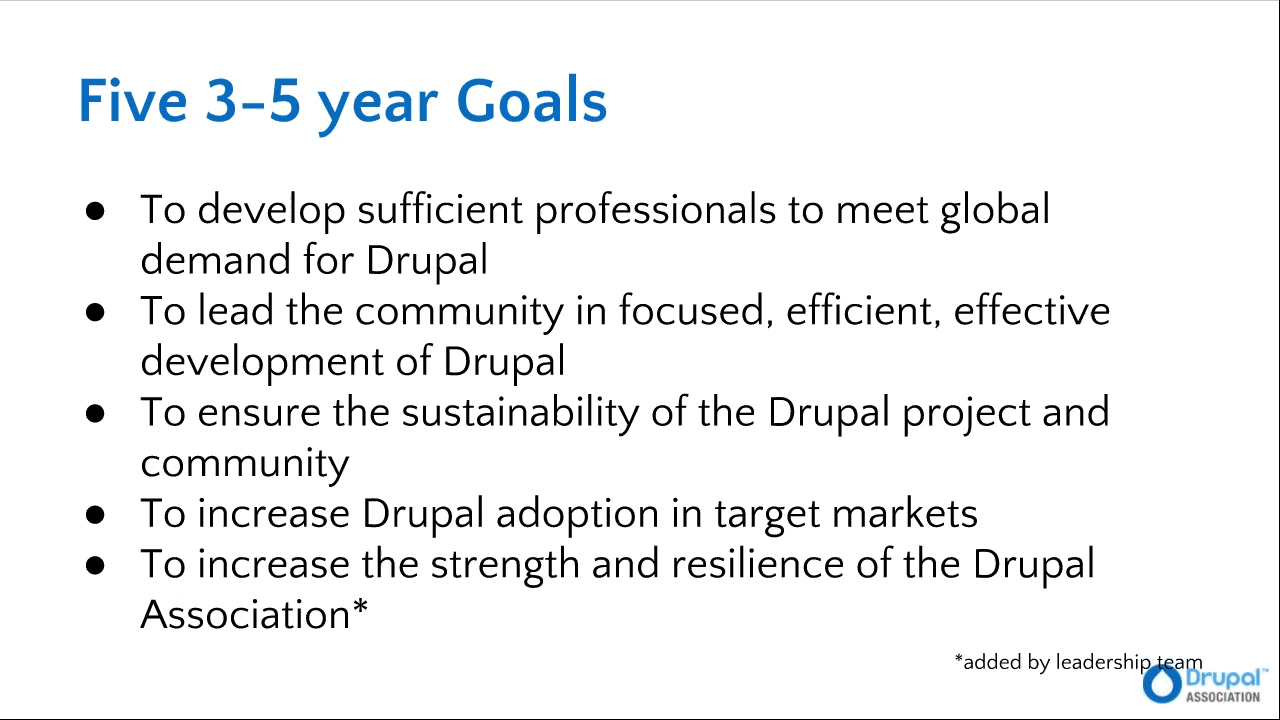 Five 3-5 year Goals
● To develop sufficient professionals to meet global
demand for Drupal
● To lead the community in focused, efficient, effective
development of Drupal
● To ensure the sustainability of the Drupal project and
community
● To increase Drupal adoption in target markets
● To increase the strength and resilience of the Drupal
Association*
*added by leadership team
Drupal™
ASSOCIATION